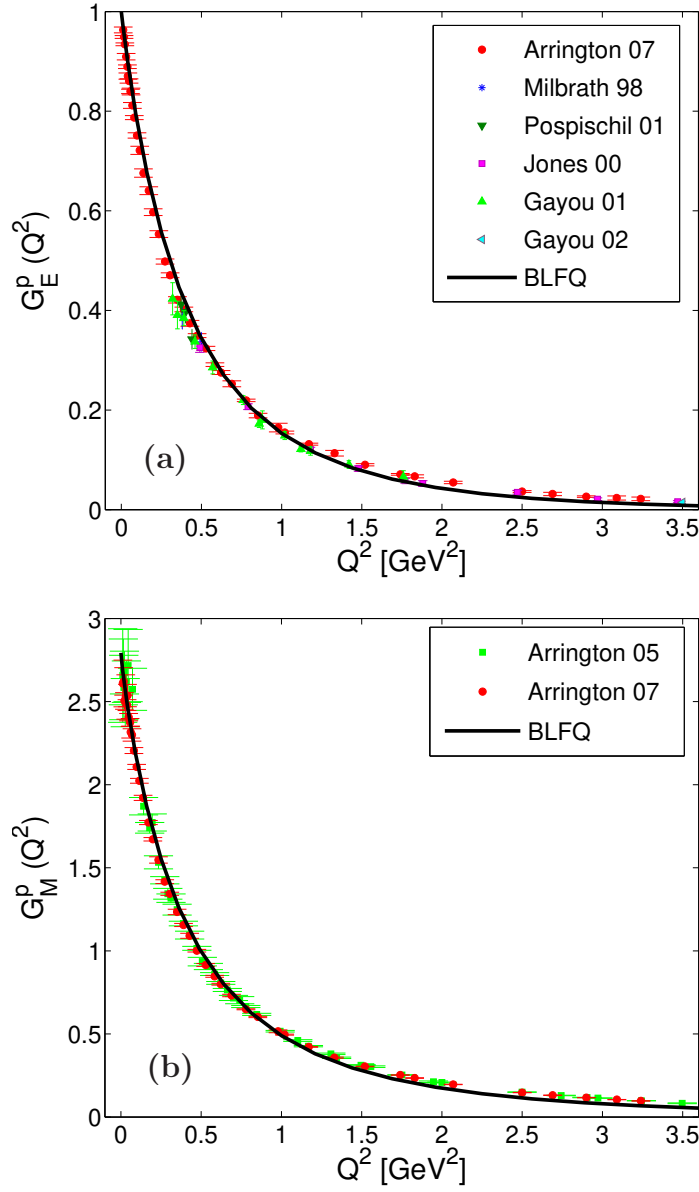 1
0.8
0.6
0.4
0.2
0
G_E^p (Q^2)
Arrington 07
Milbrath 98
Pospischil 01
Jones 00
Gayou 01
Gayou 02
BLFQ
(a)
0 0.5 1 1.5 2 2.5 3 3.5
Q^2 [GeV^2]
3
2.5
2
1.5
1
0.5
0
G_M^p (Q^2)
Arrington 05
Arrington 07
BLFQ
(b)
0 0.5 1 1.5 2 2.5 3 3.5
Q^2 [GeV^2]